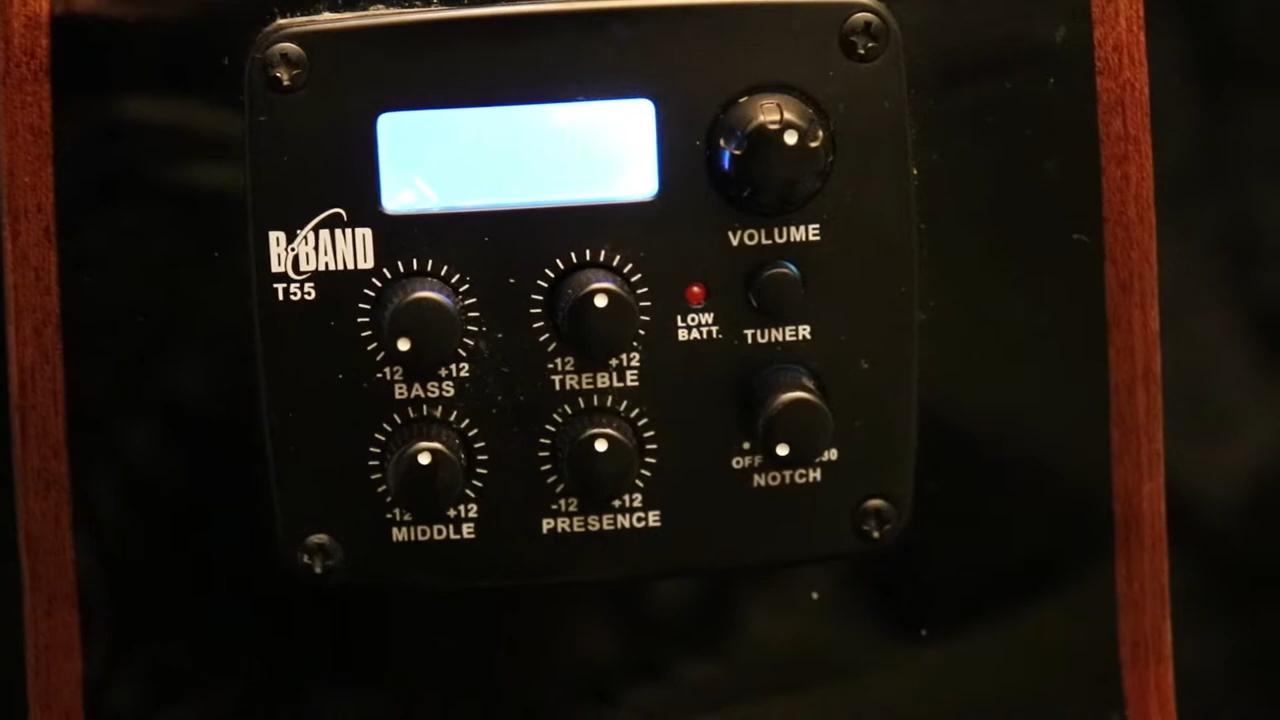 VOLUME
B-BAND
T55
LOW
BATT.
TUNER
-12 +12
BASS
-12 +12
TREBLE
OFF
NOTCH
-12 +12
MIDDLE
-12 +12
PRESENCE